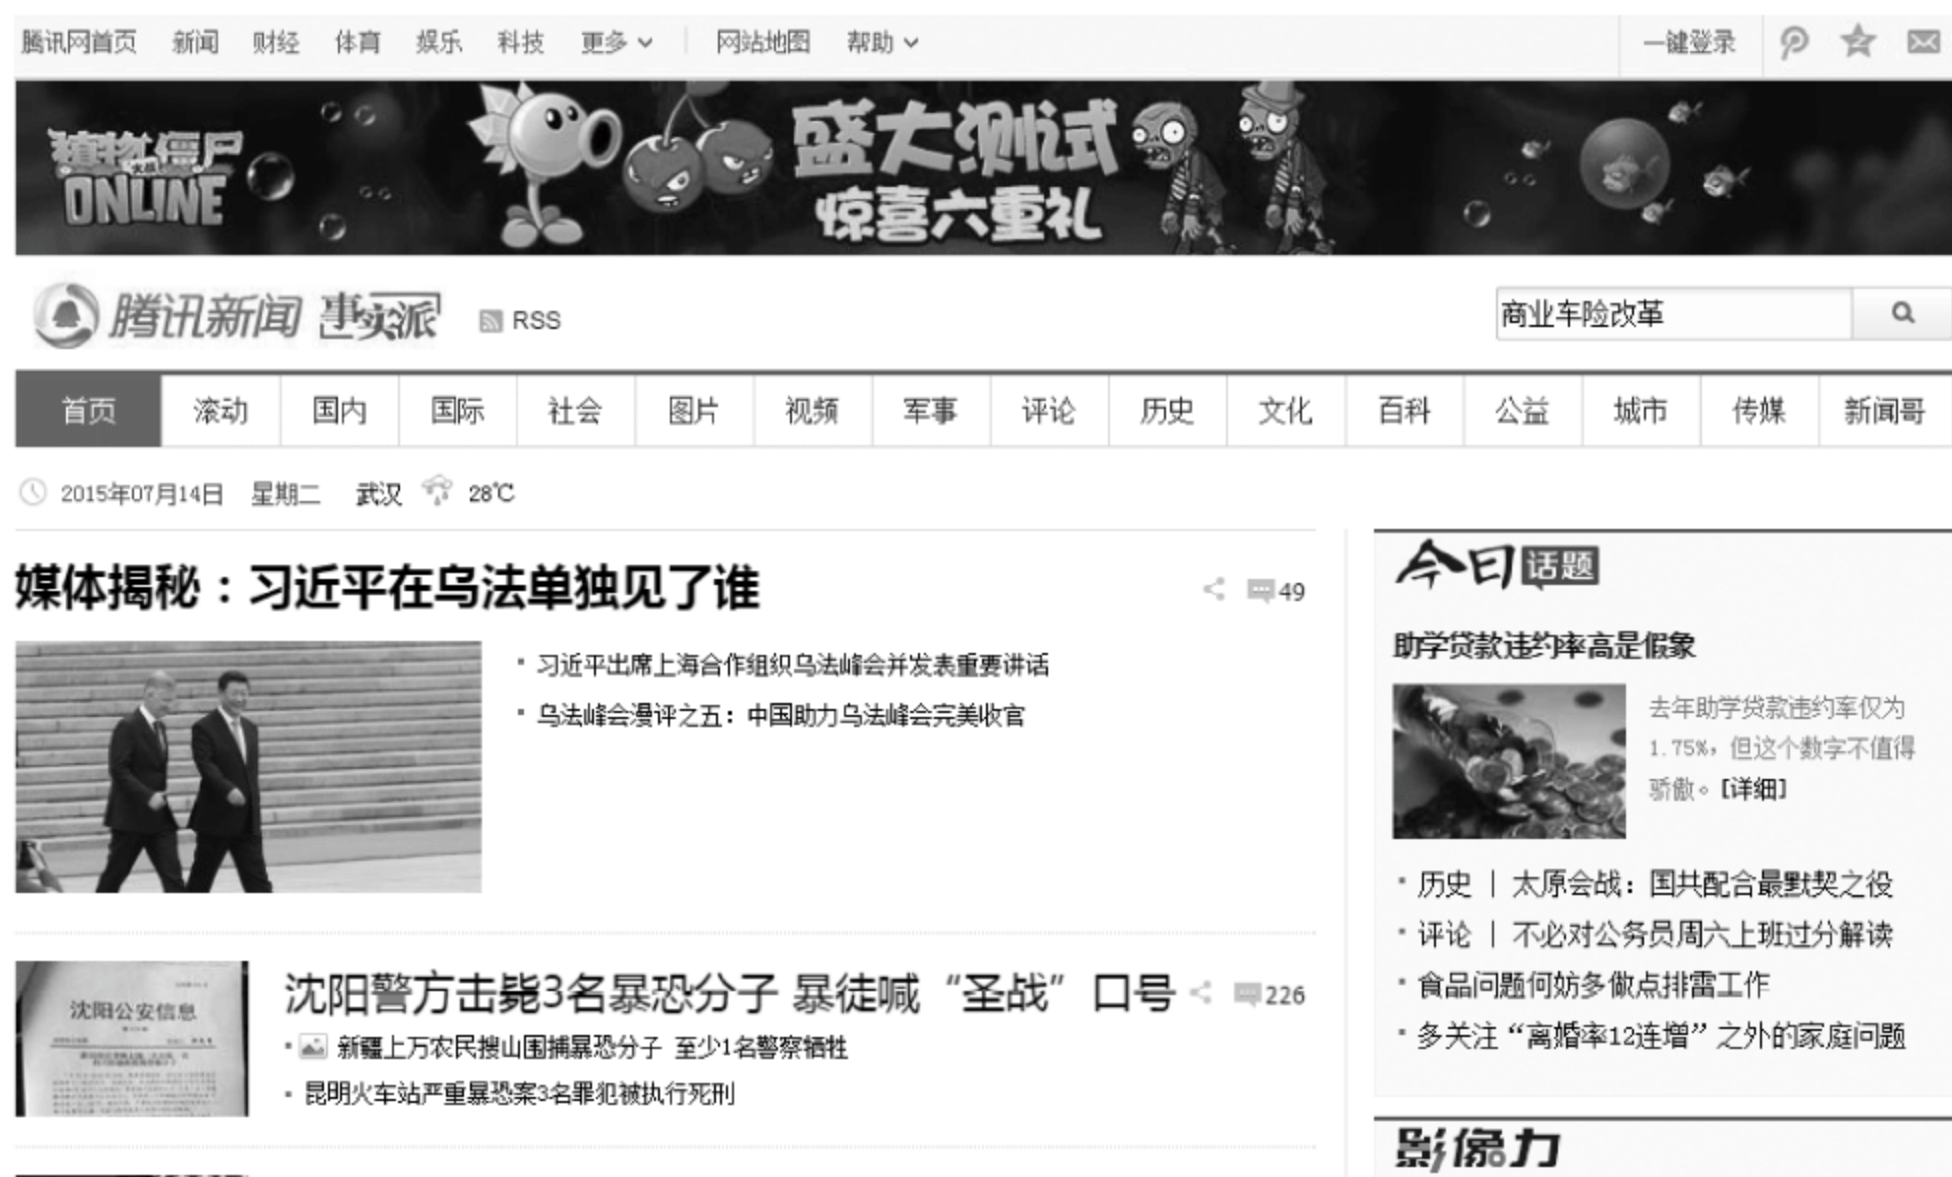 腾讯网首页 新闻 财经 体育 娱乐 科技 更多 网站地图 帮助 一键登录
植物大战僵尸
ONLINE
盛大测试
惊喜六重礼
腾讯新闻 事实派 RSS 商业车险改革
首页 滚动 国内 国际 社会 图片 视频 军事 评论 历史 文化 百科 公益 城市 传媒 新闻哥
2015年07月14日 星期二 武汉 28℃
媒体揭秘：习近平在乌法单独见了谁 49
习近平出席上海合作组织乌法峰会并发表重要讲话
乌法峰会漫评之五：中国助力乌法峰会完美收官
沈阳公安信息
沈阳警方击毙3名暴恐分子 暴徒喊“圣战”口号 226
新疆上万农民搜山围捕暴恐分子 至少1名警察牺牲
昆明火车站严重暴恐案3名罪犯被执行死刑
今日话题
助学贷款违约率高是假象
去年助学贷款违约率仅为
1.75%，但这个数字不值得
骄傲。[详细]
历史 | 太原会战：国共配合最默契之役
评论 | 不必对公务员周六上班过分解读
食品问题何妨多做点排雷工作
多关注“离婚率12连增”之外的家庭问题
影像力